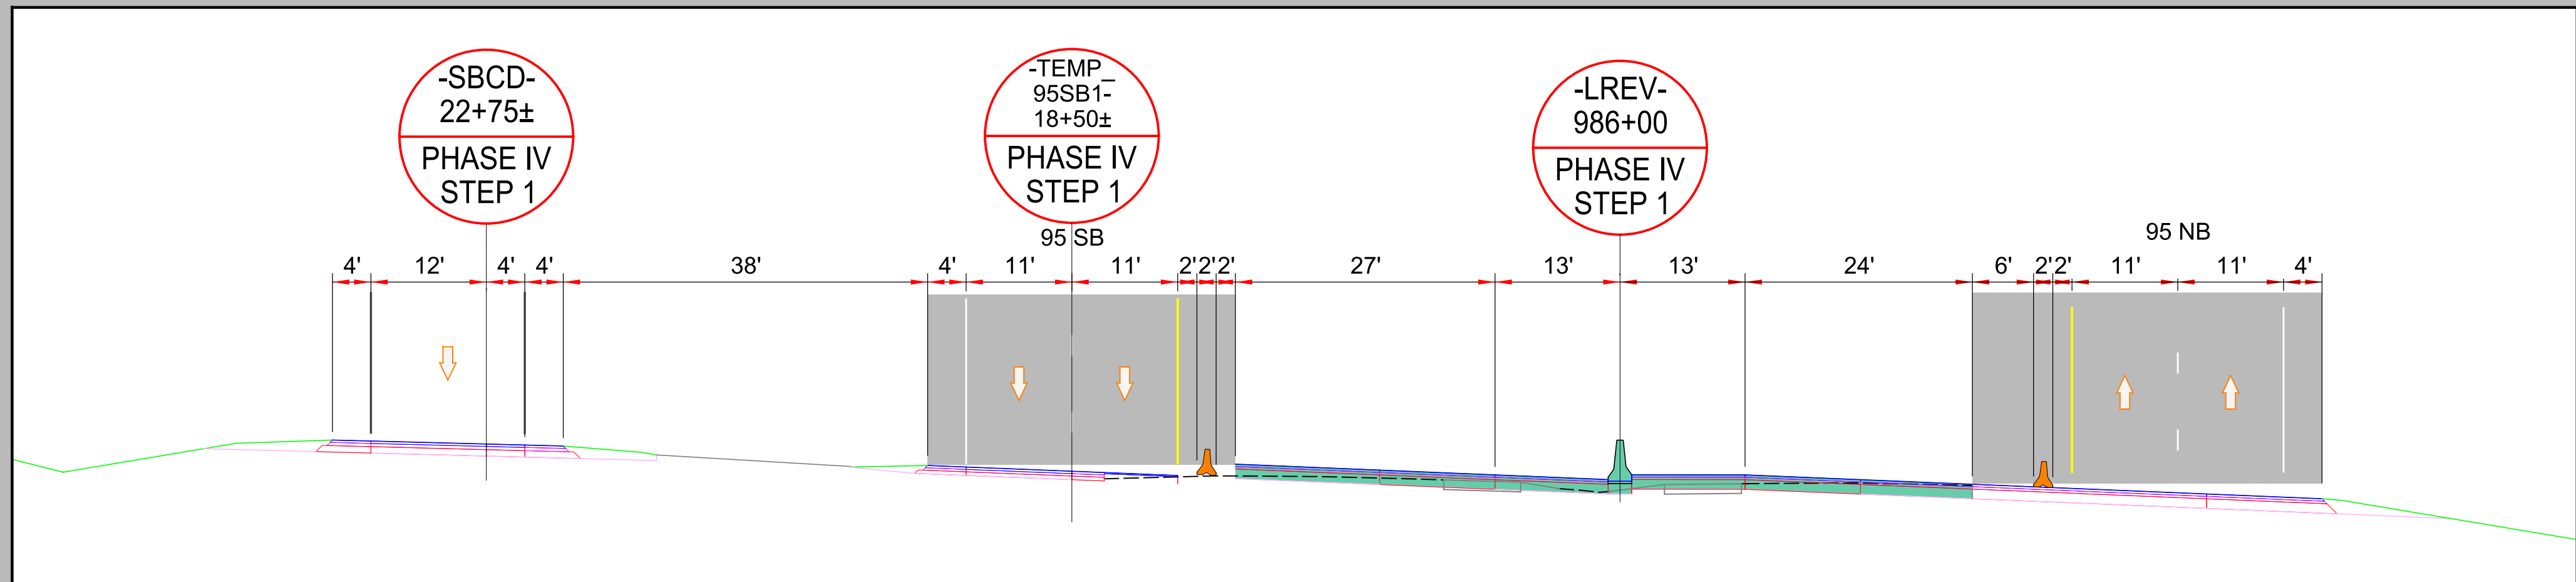 -SBCD-
22+75±
PHASE IV
STEP 1
-TEMP_
95SB1-
18+50±
PHASE IV
STEP 1
-LREV-
986+00
PHASE IV
STEP 1
95 SB
95 NB
4' 12' 4' 4' 38' 4' 11' 11' 2' 2' 2' 27' 13' 13' 24' 6' 2' 2' 11' 11' 4'